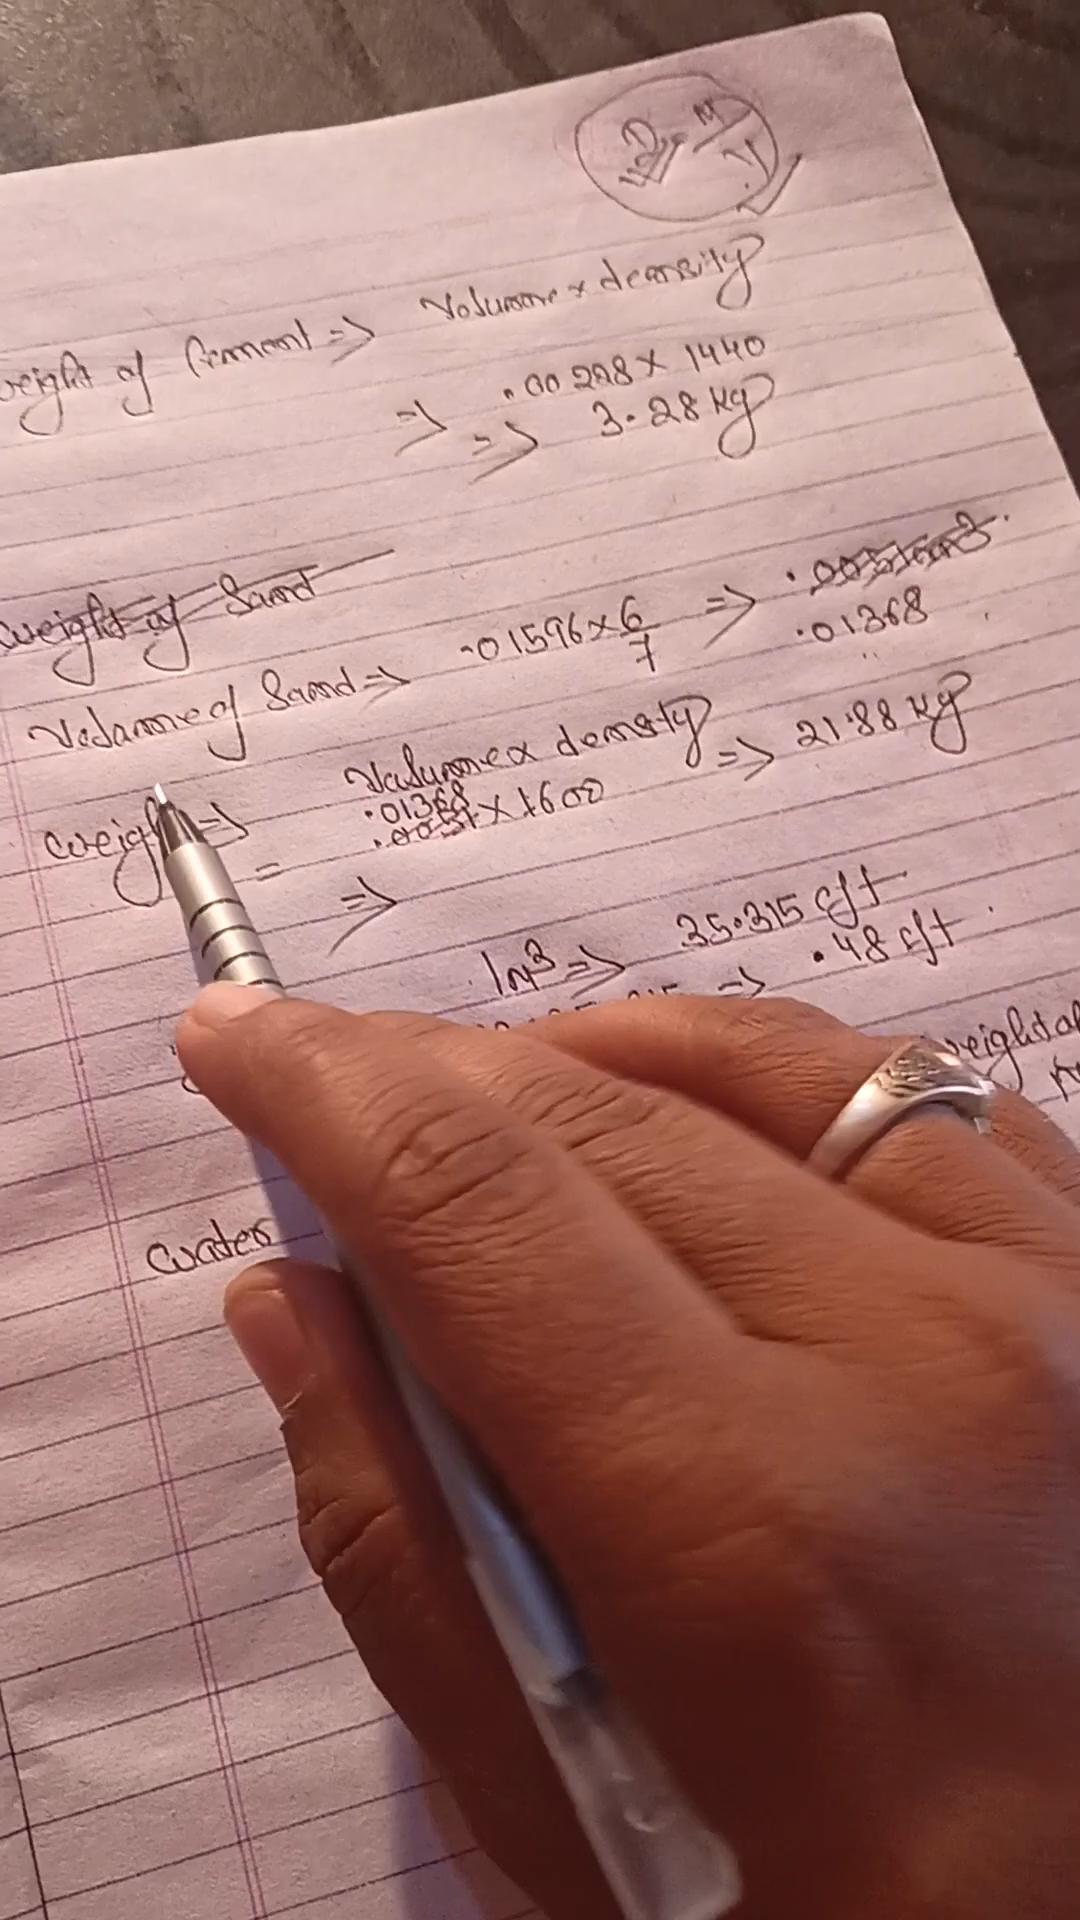 D M Y
weight of Cement => Volume x density
=> .00228 x 1440
=> 3.28 kg
weight of Sand
Volume of Sand => .01596 x 6/7 => .01368
weight => Volume x density => 21.88 kg
= .01368 x 1600
=>
1m³ => 35.315 cft
=> .48 cft
weight of
water